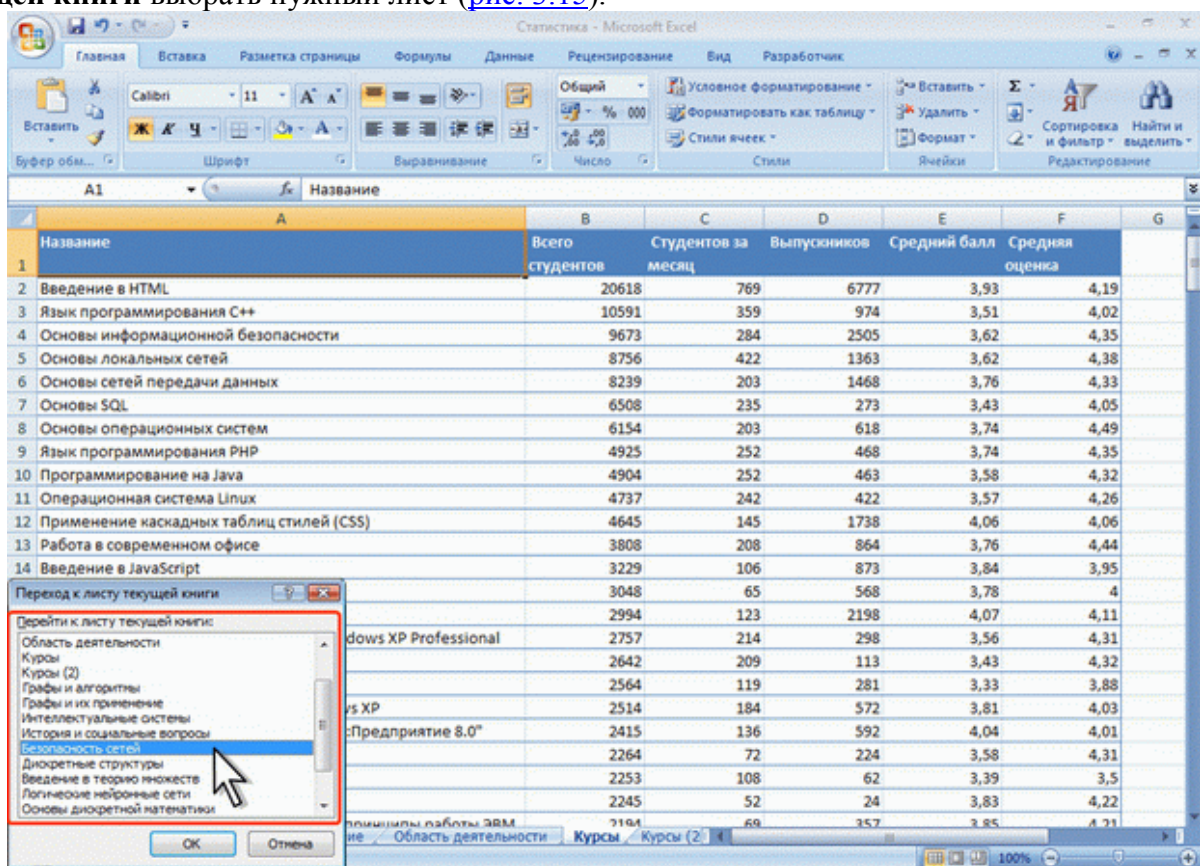 щей книги выбрать нужный лист (рис. 3.15).
Статистика - Microsoft Excel
Главная Вставка Разметка страницы Формулы Данные Рецензирование Вид Разработчик
Вставить
Calibri 11
Ж К Ч
Общий
% 000
Условное форматирование
Форматировать как таблицу
Стили ячеек
Вставить
Удалить
Формат
Сортировка и фильтр
Найти и выделить
Буфер обм... Шрифт Выравнивание Число Стили Ячейки Редактирование
A1 fx Название
A B C D E F G
1 Название Всего студентов Студентов за месяц Выпускников Средний балл Средняя оценка
2 Введение в HTML 20618 769 6777 3,93 4,19
3 Язык программирования C++ 10591 359 974 3,51 4,02
4 Основы информационной безопасности 9673 284 2505 3,62 4,35
5 Основы локальных сетей 8756 422 1363 3,62 4,38
6 Основы сетей передачи данных 8239 203 1468 3,76 4,33
7 Основы SQL 6508 235 273 3,43 4,05
8 Основы операционных систем 6154 203 618 3,74 4,49
9 Язык программирования PHP 4925 252 468 3,74 4,35
10 Программирование на Java 4904 252 463 3,58 4,32
11 Операционная система Linux 4737 242 422 3,57 4,26
12 Применение каскадных таблиц стилей (CSS) 4645 145 1738 4,06 4,06
13 Работа в современном офисе 3808 208 864 3,76 4,44
14 Введение в JavaScript 3229 106 873 3,84 3,95
3048 65 568 3,78 4
2994 123 2198 4,07 4,11
dows XP Professional 2757 214 298 3,56 4,31
2642 209 113 3,43 4,32
2564 119 281 3,33 3,88
vs XP 2514 184 572 3,81 4,03
:Предприятие 8.0" 2415 136 592 4,04 4,01
2264 72 224 3,58 4,31
2253 108 62 3,39 3,5
2245 52 24 3,83 4,22
принципы работы ЭВМ 2194 69 357 3,85 4,21
Переход к листу текущей книги
Перейти к листу текущей книги:
Область деятельности
Курсы
Курсы (2)
Графы и алгоритмы
Графы и их применение
Интеллектуальные системы
История и социальные вопросы
Безопасность сетей
Дискретные структуры
Введение в теорию множеств
Логические нейронные сети
Основы дискретной математики
OK Отмена
ие Область деятельности Курсы Курсы (2
100%